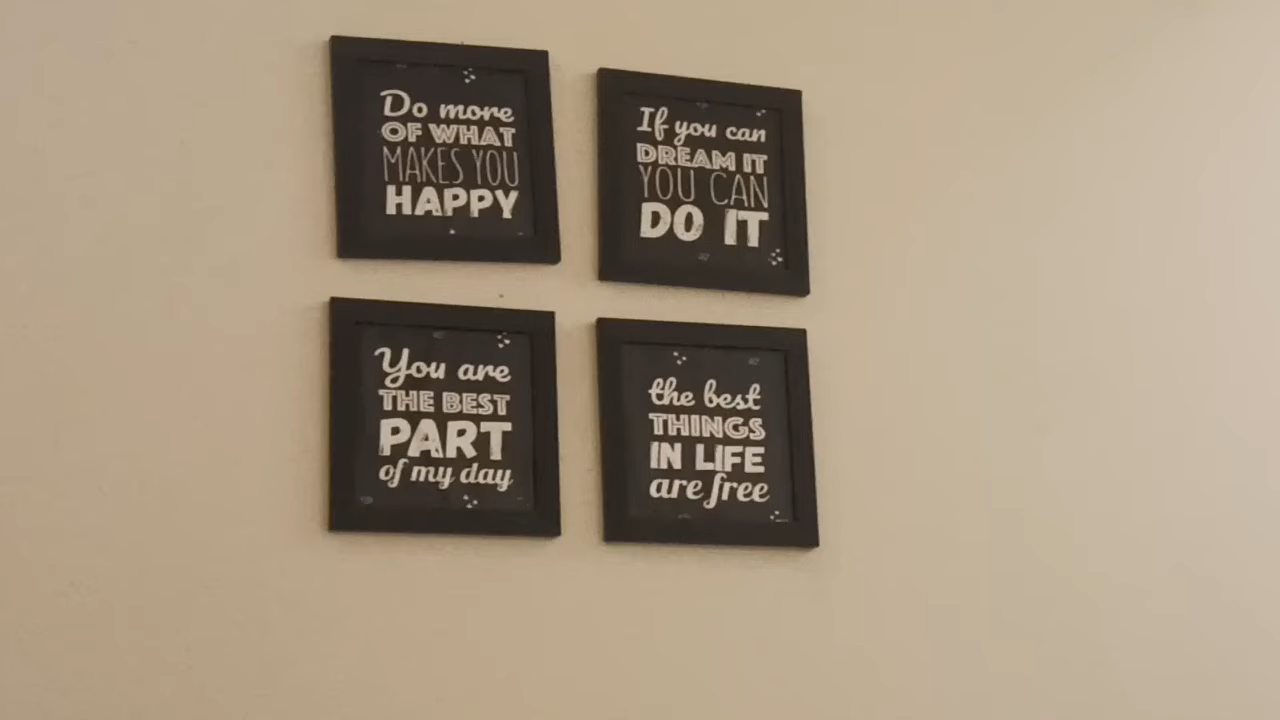 Do more
OF WHAT
MAKES YOU
HAPPY
If you can
DREAM IT
YOU CAN
DO IT
You are
THE BEST
PART
of my day
the best
THINGS
IN LIFE
are free